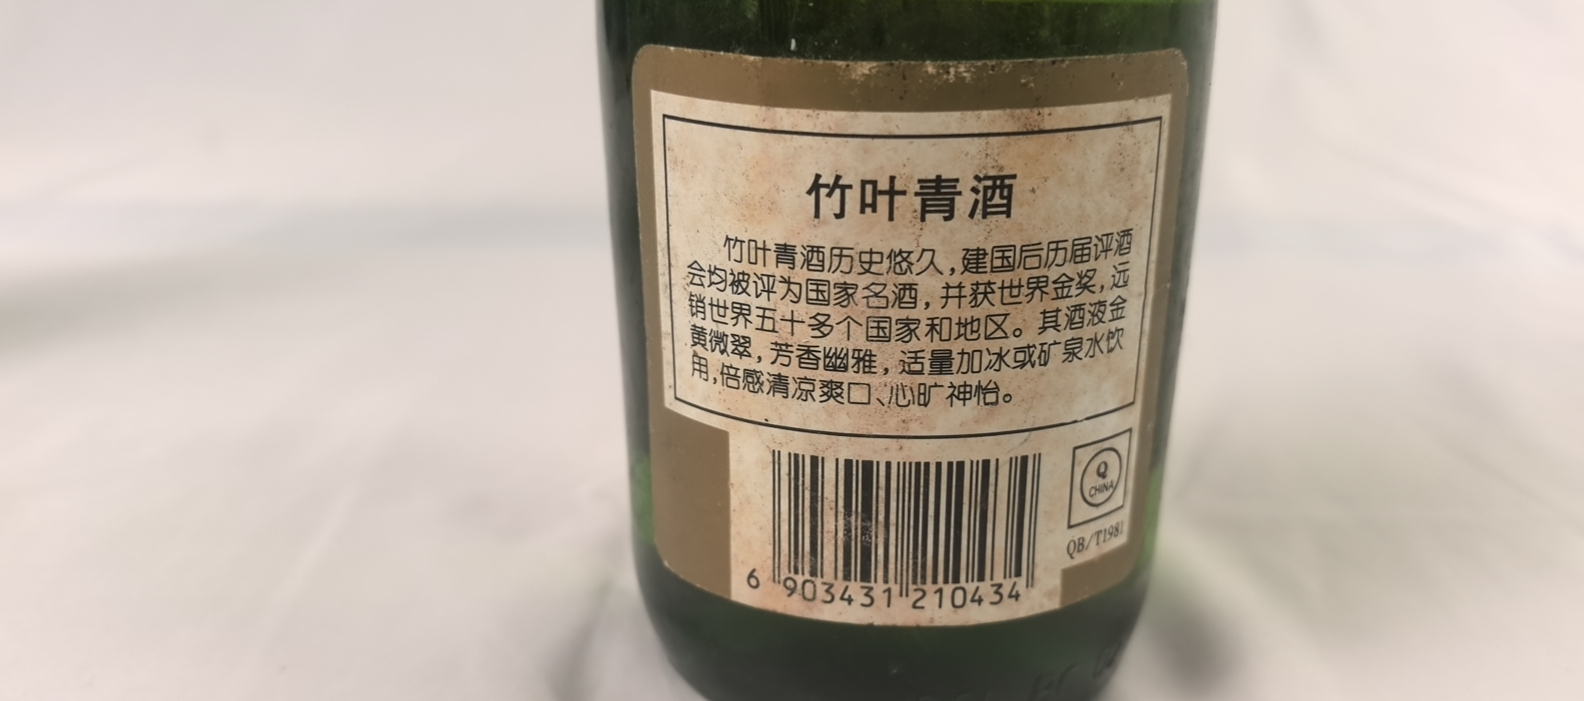 竹叶青酒
竹叶青酒历史悠久,建国后历届评酒
会均被评为国家名酒,并获世界金奖,远
销世界五十多个国家和地区。其酒液金
黄微翠,芳香幽雅,适量加冰或矿泉水饮
用,倍感清凉爽口、心旷神怡。
Q
CHINA
QB/T1981
6 903431 210434